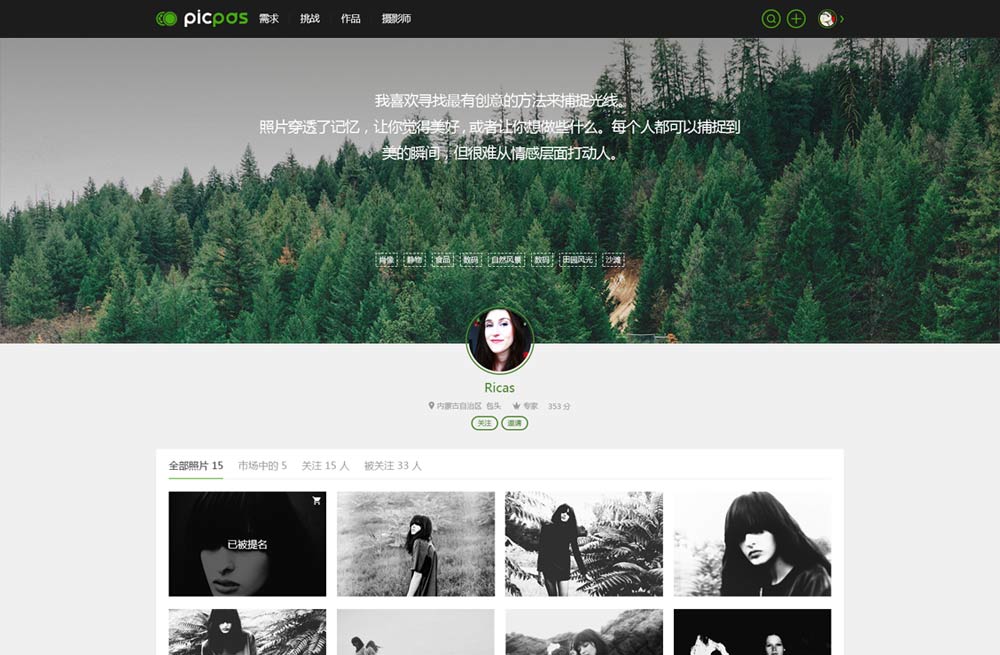 picpas 需求 挑战 作品 摄影师
我喜欢寻找最有创意的方法来捕捉光线。
照片穿透了记忆，让你觉得美好，或者让你想做些什么。每个人都可以捕捉到
美的瞬间，但很难从情感层面打动人。
肖像 静物 食品 数码 自然风景 数码 田园风光 沙滩
Ricas
内蒙古自治区 包头 专家 353 分
关注 邀请
全部照片 15 市场中的 5 关注 15 人 被关注 33 人
已被提名